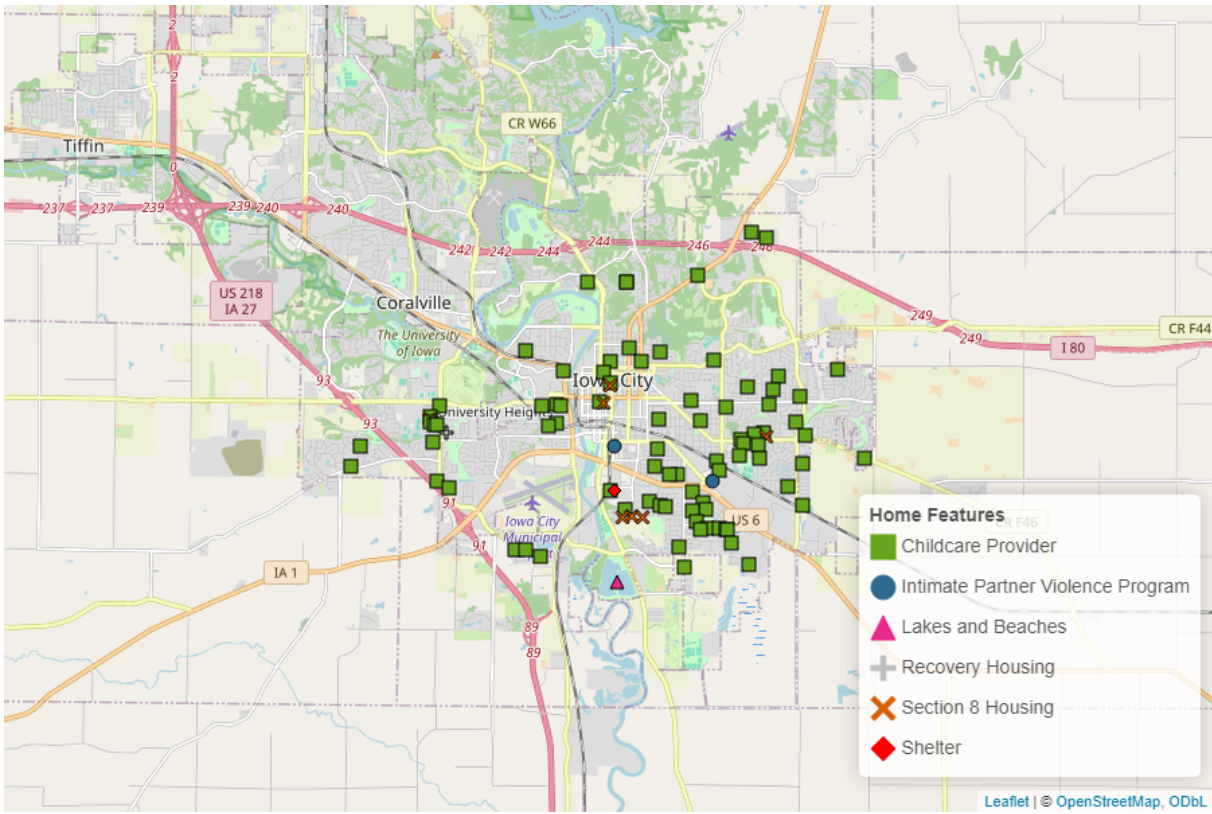 2
2
CR W66
Tiffin
0
237
237
239
239
240
240
242
242
244
244
246
246
US 218
IA 27
Coralville
The University
of Iowa
249
249
CR F44
I 80
93
93
Iowa City
University Heights
91
91
Iowa City
Municipal
US 6
CR F46
IA 1
89
89
Home Features
Childcare Provider
Intimate Partner Violence Program
Lakes and Beaches
Recovery Housing
Section 8 Housing
Shelter
Leaflet | © OpenStreetMap, ODbL